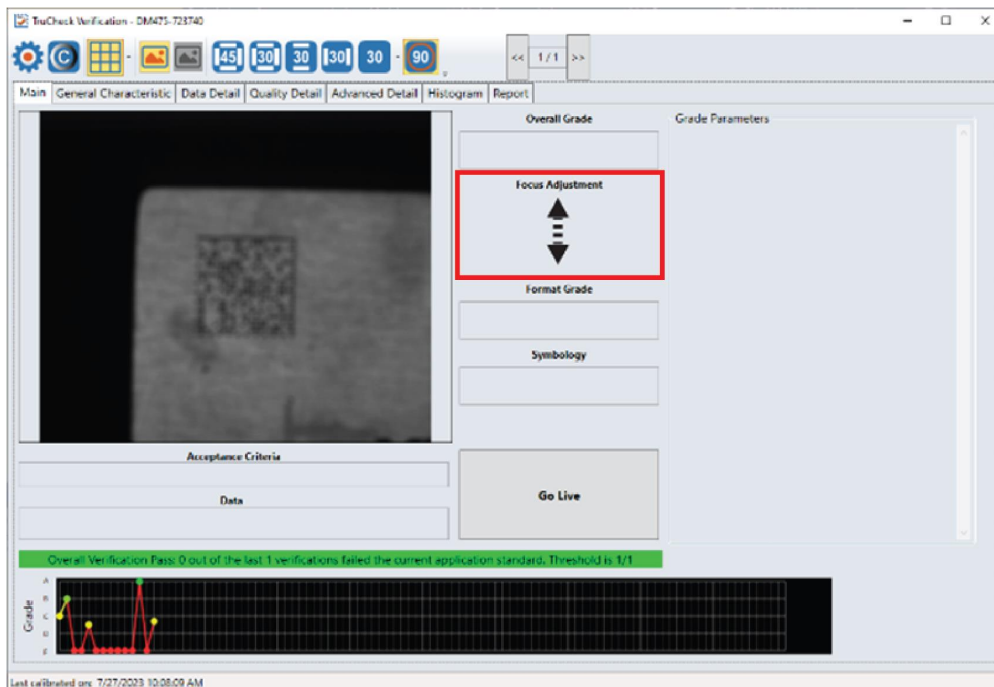 TruCheck Verification - DM475-723740
45 30 30 30 30 90 << 1 / 1 >>
Main General Characteristic Data Detail Quality Detail Advanced Detail Histogram Report
Overall Grade
Grade Parameters
Focus Adjustment
Format Grade
Symbology
Acceptance Criteria
Data
Go Live
Overall Verification Pass: 0 out of the last 1 verifications failed the current application standard. Threshold is 1/1
Grade
A
B
C
D
F
Last calibrated on: 7/27/2023 10:08:09 AM